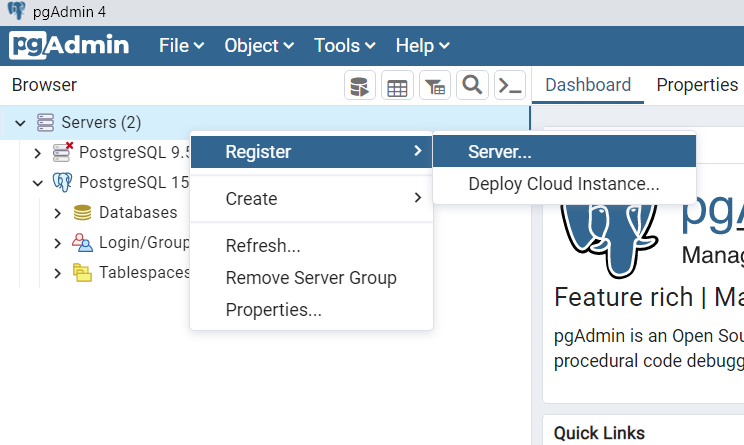 pgAdmin 4
pgAdmin File Object Tools Help
Browser Dashboard Properties
Servers (2)
PostgreSQL 9.5
PostgreSQL 15
Databases
Login/Group
Tablespaces
Register
Create
Refresh...
Remove Server Group
Properties...
Server...
Deploy Cloud Instance...
Feature rich | Ma
pgAdmin is an Open Sou
procedural code debugg
Quick Links